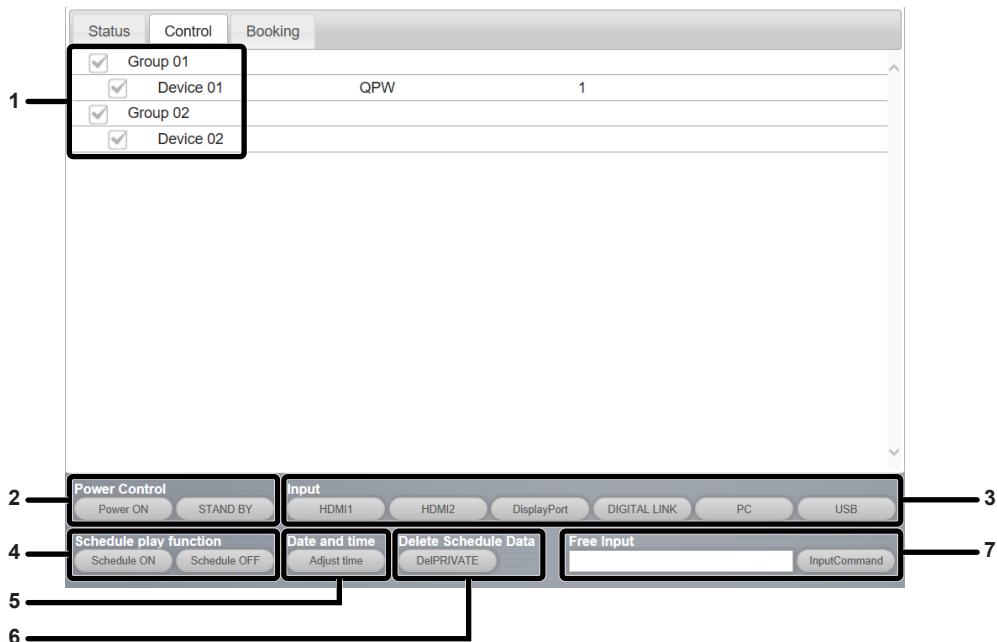 Status Control Booking
Group 01
1 Device 01 QPW 1
Group 02
Device 02
Power Control Input
2 Power ON STAND BY HDMI1 HDMI2 DisplayPort DIGITAL LINK PC USB 3
Schedule play function Date and time Delete Schedule Data Free Input
4 Schedule ON Schedule OFF Adjust time DelPRIVATE InputCommand 7
5
6